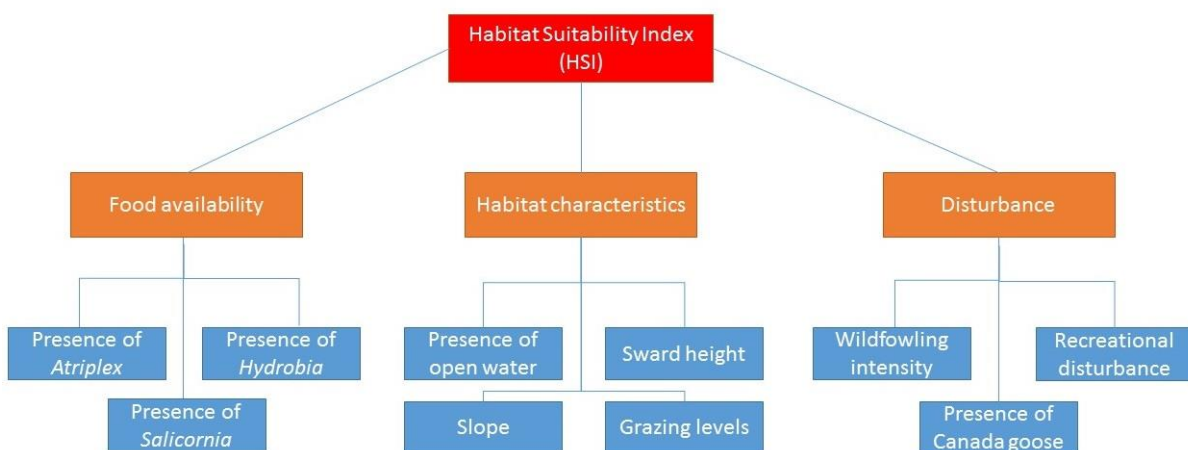 Habitat Suitability Index
(HSI)
Food availability
Habitat characteristics
Disturbance
Presence of
Atriplex
Presence of
Hydrobia
Presence of
Salicornia
Presence of
open water
Sward height
Slope
Grazing levels
Wildfowling
intensity
Recreational
disturbance
Presence of
Canada goose